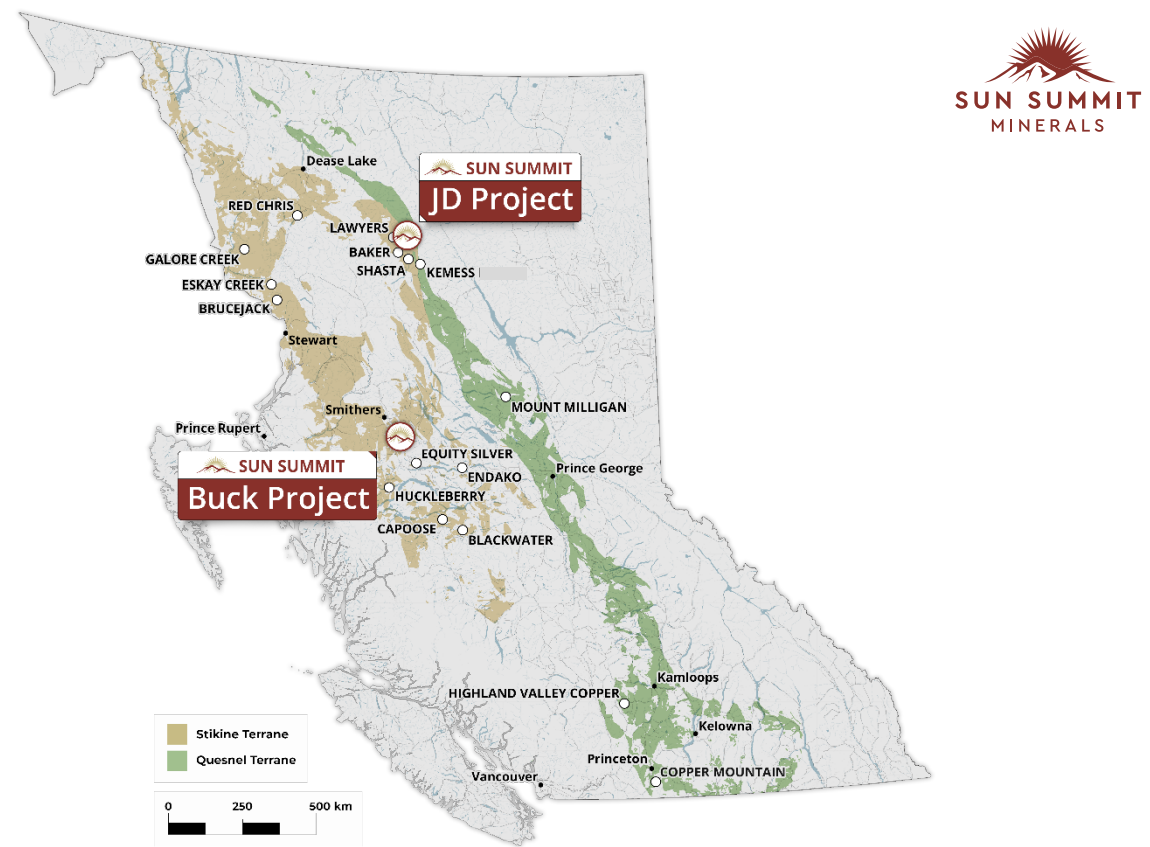 SUN SUMMIT
MINERALS
Dease Lake
SUN SUMMIT
JD Project
RED CHRIS
LAWYERS
BAKER
GALORE CREEK
SHASTA
KEMESS
ESKAY CREEK
BRUCEJACK
Stewart
Smithers
MOUNT MILLIGAN
Prince Rupert
EQUITY SILVER
SUN SUMMIT
Buck Project
ENDAKO
Prince George
HUCKLEBERRY
CAPOOSE
BLACKWATER
Kamloops
HIGHLAND VALLEY COPPER
Kelowna
Stikine Terrane
Quesnel Terrane
Princeton
COPPER MOUNTAIN
Vancouver
0 250 500 km